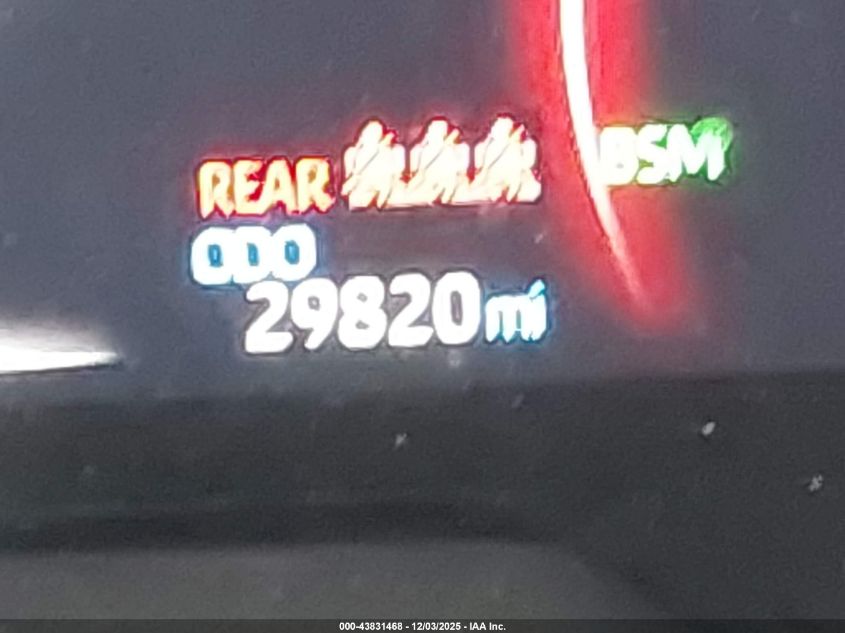 REAR BSM
ODO
29820mi
000-43831468 - 12/03/2025 - IAA Inc.